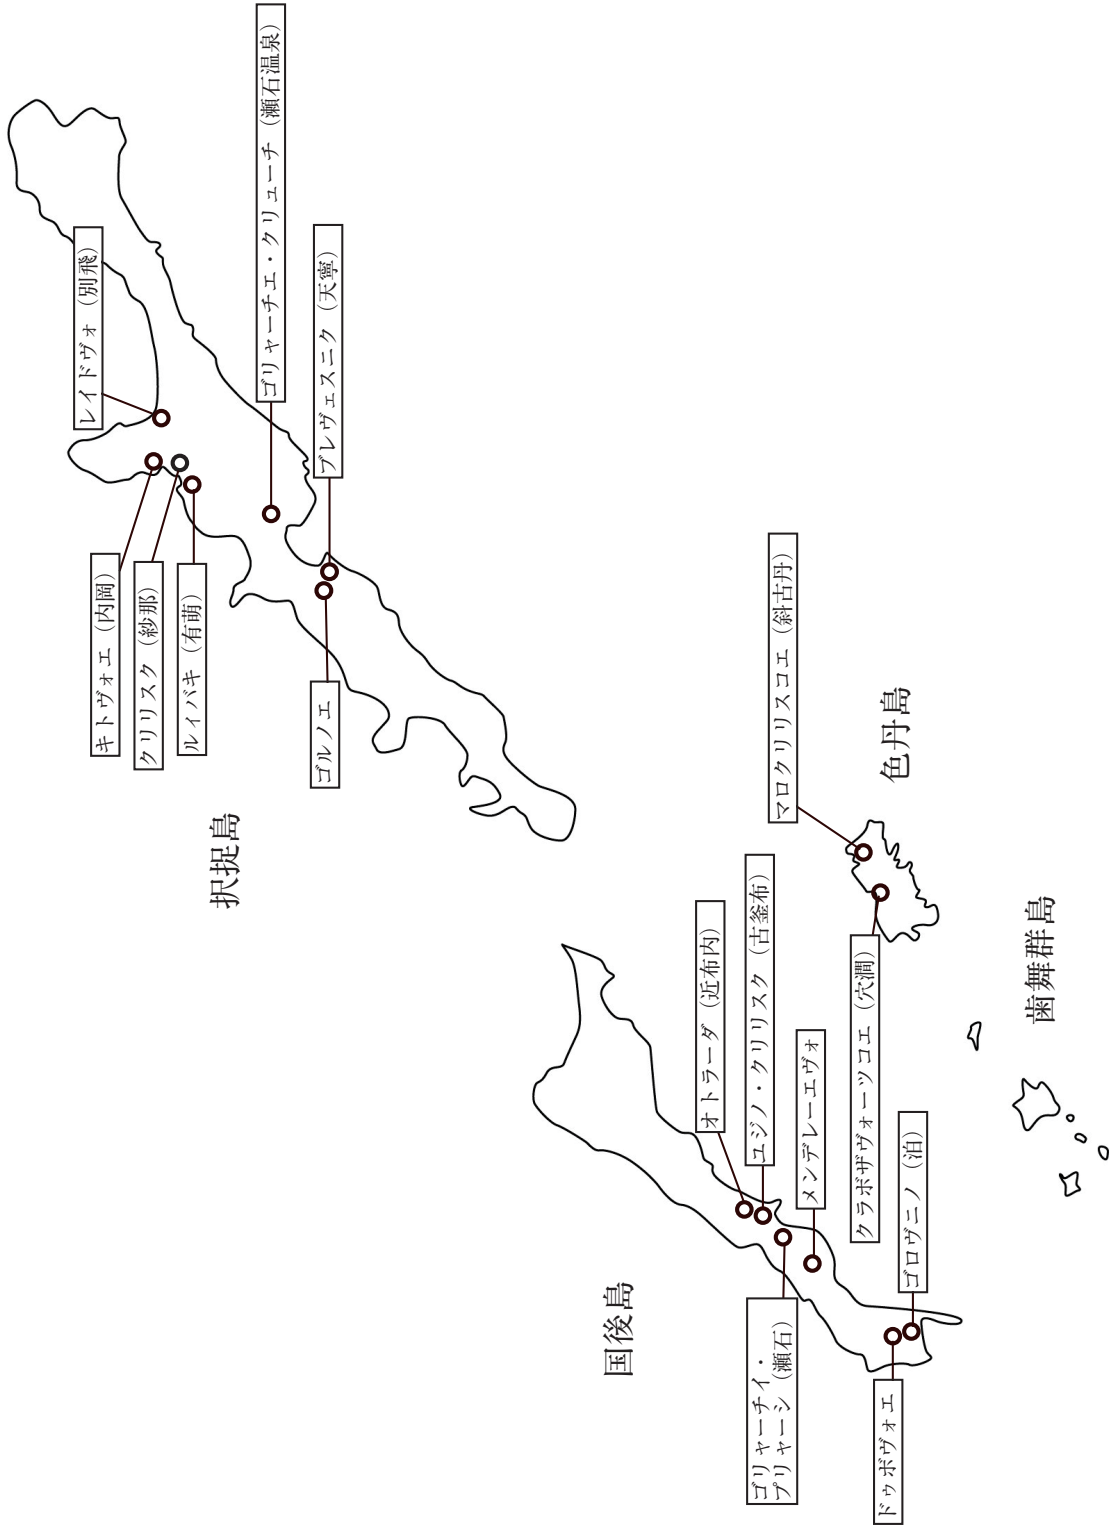 レイドヴォ（別飛）
キトヴォエ（内岡）
クリリスク（紗那）
ルィバキ（有萌）
ゴリャーチエ・クリューチ（瀬石温泉）
ブレヴェスニク（天寧）
ゴルノエ
択捉島
マロクリリスコエ（斜古丹）
クラボザヴォーツコエ（穴澗）
色丹島
歯舞群島
オトラーダ（近布内）
ユジノ・クリリスク（古釜布）
メンデレーエヴォ
ゴリャーチイ・
プリャーシ（瀬石）
ゴロヴニノ（泊）
ドゥボヴォエ
国後島